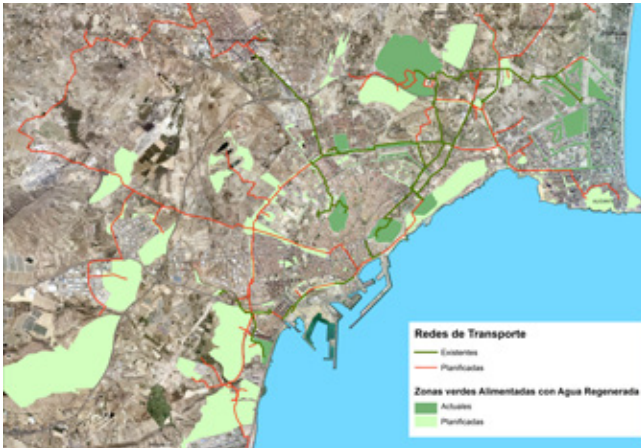 Redes de Transporte
Existentes
Planificadas
Zonas verdes Alimentadas con Agua Regenerada
Actuales
Planificadas